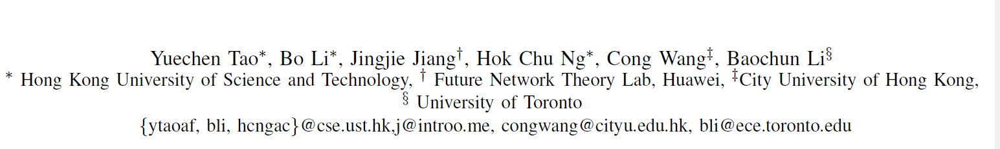 Yuechen Tao*, Bo Li*, Jingjie Jiang†, Hok Chu Ng*, Cong Wang‡, Baochun Li§
* Hong Kong University of Science and Technology, † Future Network Theory Lab, Huawei, ‡City University of Hong Kong,
§ University of Toronto
{ytaoaf, bli, hcngac}@cse.ust.hk,j@introo.me, congwang@cityu.edu.hk, bli@ece.toronto.edu